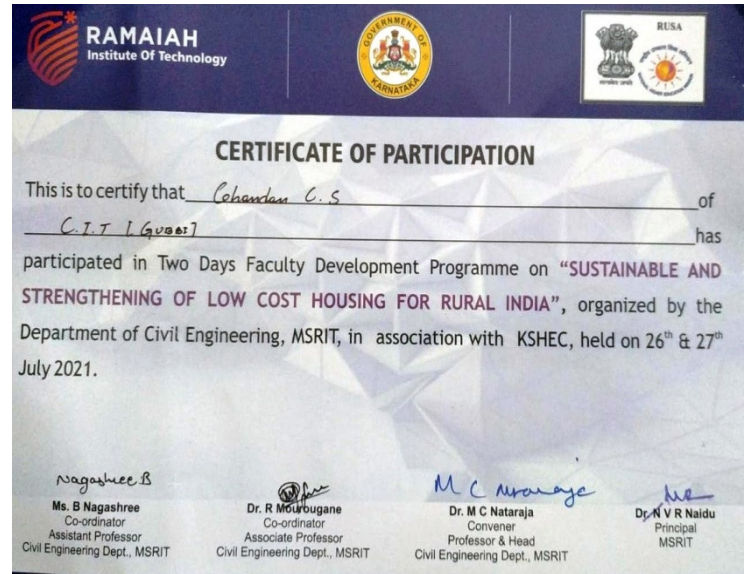 RAMAIAH
Institute Of Technology
GOVERNMENT OF
KARNATAKA
RUSA
CERTIFICATE OF PARTICIPATION
This is to certify that Chandan C.S of
C.I.T [GUBBI] has
participated in Two Days Faculty Development Programme on "SUSTAINABLE AND
STRENGTHENING OF LOW COST HOUSING FOR RURAL INDIA", organized by the
Department of Civil Engineering, MSRIT, in association with KSHEC, held on 26th & 27th
July 2021.
Nagashree B
Ms. B Nagashree
Co-ordinator
Assistant Professor
Civil Engineering Dept., MSRIT
Dr. R Mourougane
Co-ordinator
Associate Professor
Civil Engineering Dept., MSRIT
M C Nataraja
Dr. M C Nataraja
Convener
Professor & Head
Civil Engineering Dept., MSRIT
Dr. N V R Naidu
Principal
MSRIT